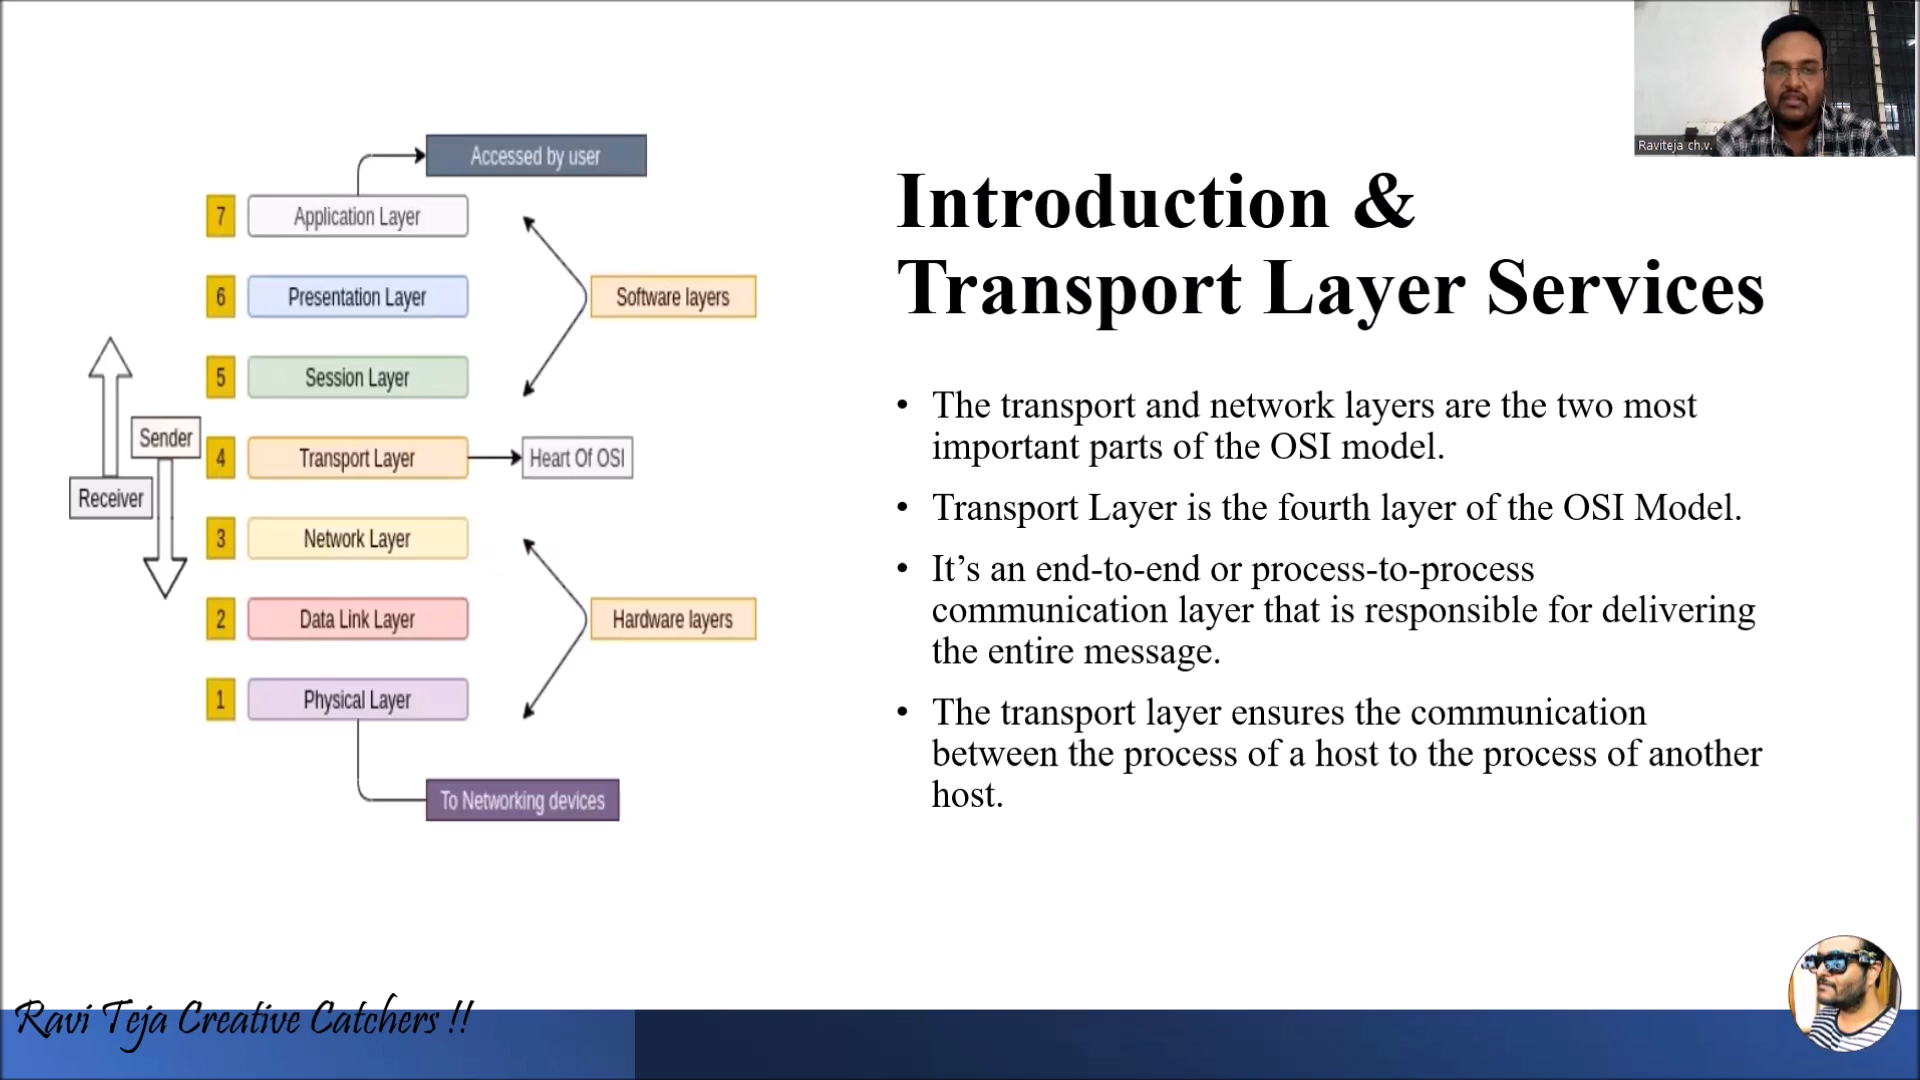 Raviteja ch.v.
Accessed by user
7 Application Layer
6 Presentation Layer
Software layers
5 Session Layer
Sender
4 Transport Layer
Heart Of OSI
Receiver
3 Network Layer
2 Data Link Layer
Hardware layers
1 Physical Layer
To Networking devices
Introduction &
Transport Layer Services
• The transport and network layers are the two most
important parts of the OSI model.
• Transport Layer is the fourth layer of the OSI Model.
• It’s an end-to-end or process-to-process
communication layer that is responsible for delivering
the entire message.
• The transport layer ensures the communication
between the process of a host to the process of another
host.
Ravi Teja Creative Catchers !!